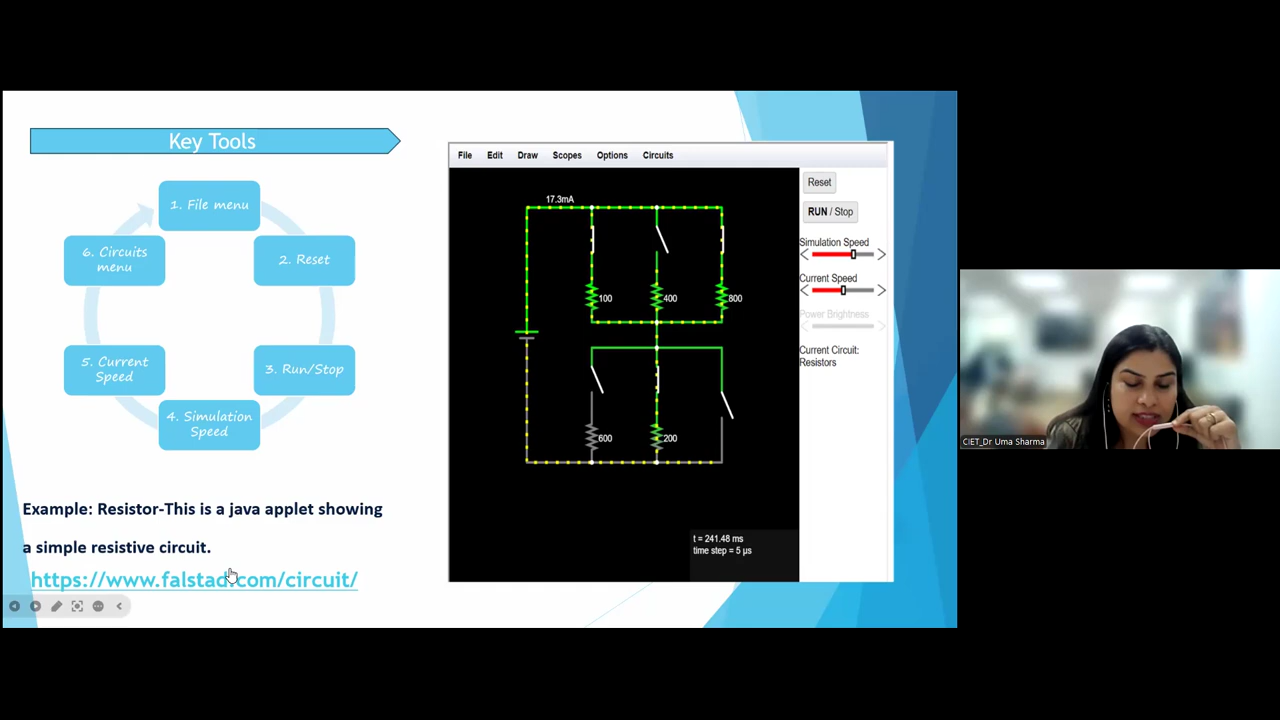 Key Tools
1. File menu
2. Reset
3. Run/Stop
4. Simulation
Speed
5. Current
Speed
6. Circuits
menu
Example: Resistor-This is a java applet showing
a simple resistive circuit.
https://www.falstad.com/circuit/
File Edit Draw Scopes Options Circuits
17.3mA
100 400 800
600 200
t = 241.48 ms
time step = 5 µs
Reset
RUN / Stop
Simulation Speed
Current Speed
Power Brightness
Current Circuit:
Resistors
CIET_Dr Uma Sharma